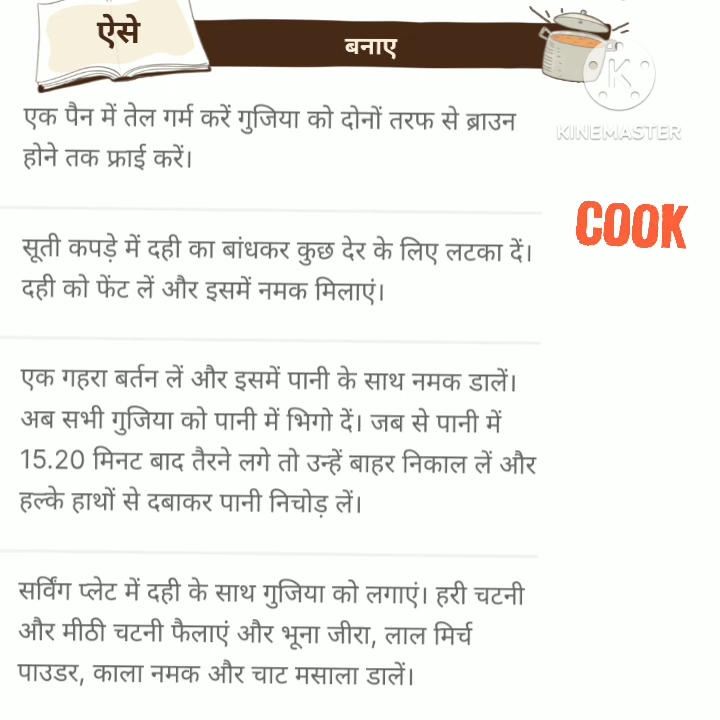 ऐसे
बनाए
एक पैन में तेल गर्म करें गुजिया को दोनों तरफ से ब्राउन
होने तक फ्राई करें।
KINEMASTER
COOK
सूती कपड़े में दही का बांधकर कुछ देर के लिए लटका दें।
दही को फेंट लें और इसमें नमक मिलाएं।
एक गहरा बर्तन लें और इसमें पानी के साथ नमक डालें।
अब सभी गुजिया को पानी में भिगो दें। जब से पानी में
15.20 मिनट बाद तैरने लगे तो उन्हें बाहर निकाल लें और
हल्के हाथों से दबाकर पानी निचोड़ लें।
सर्विंग प्लेट में दही के साथ गुजिया को लगाएं। हरी चटनी
और मीठी चटनी फैलाएं और भूना जीरा, लाल मिर्च
पाउडर, काला नमक और चाट मसाला डालें।